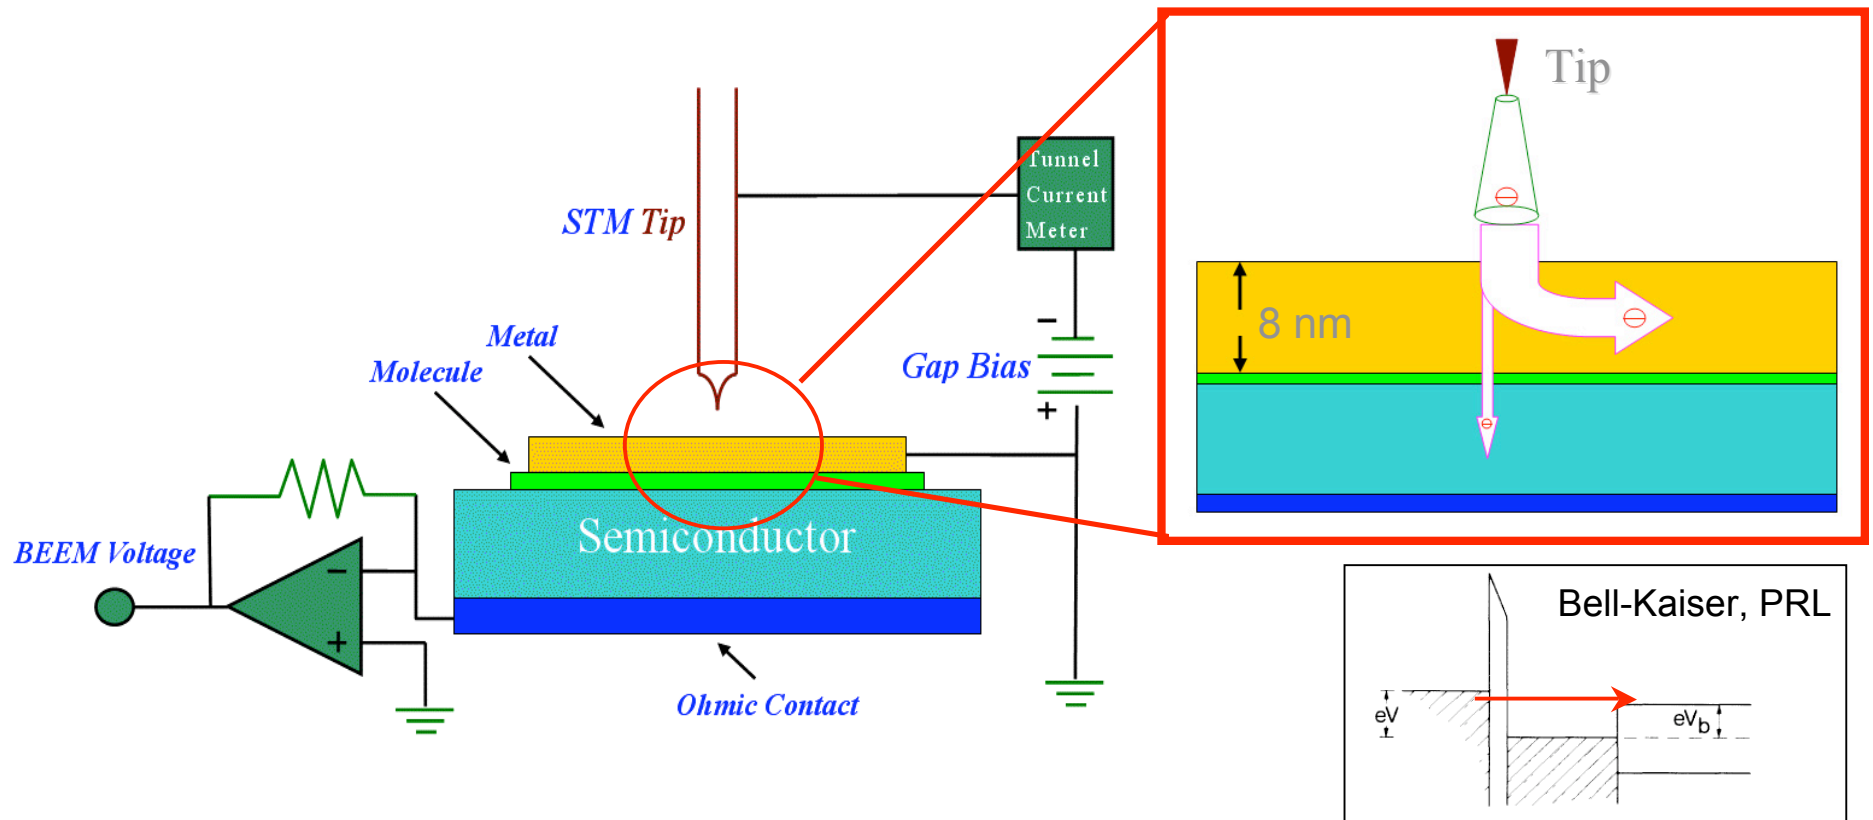 Tip
Tunnel
Current
Meter
STM Tip
8 nm
−
Metal
Gap Bias
Molecule
+
Semiconductor
BEEM Voltage
−
+
Bell-Kaiser, PRL
Ohmic Contact
eV
eVb